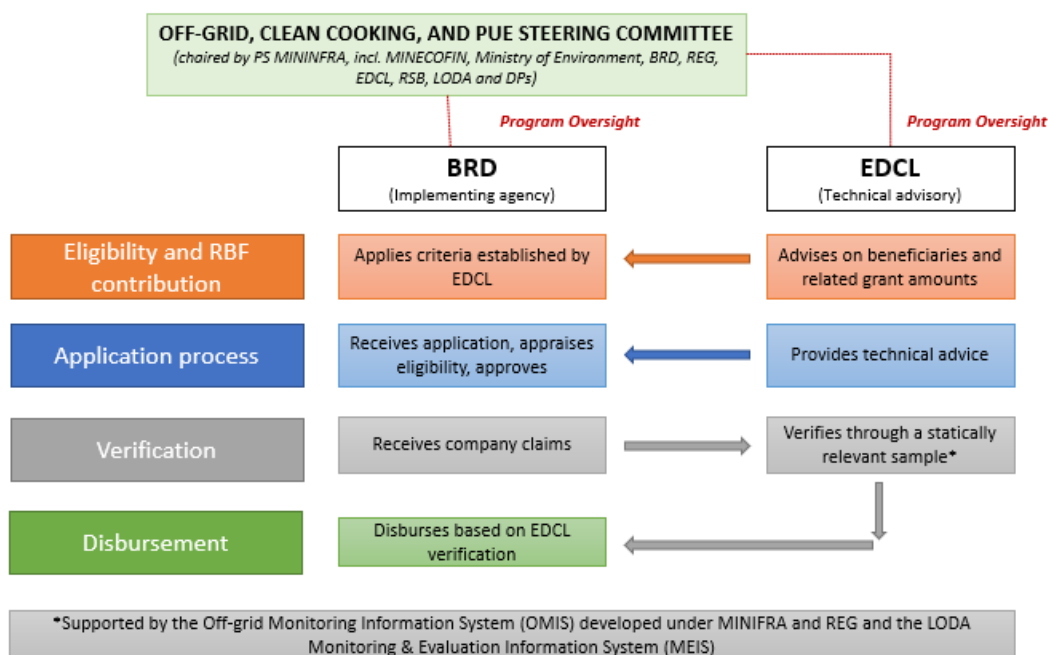 OFF-GRID, CLEAN COOKING, AND PUE STEERING COMMITTEE
(chaired by PS MININFRA, incl. MINECOFIN, Ministry of Environment, BRD, REG,
EDCL, RSB, LODA and DPs)
Program Oversight
Program Oversight
BRD
(Implementing agency)
EDCL
(Technical advisory)
Eligibility and RBF
contribution
Applies criteria established by
EDCL
Advises on beneficiaries and
related grant amounts
Application process
Receives application, appraises
eligibility, approves
Provides technical advice
Verification
Receives company claims
Verifies through a statically
relevant sample*
Disbursement
Disburses based on EDCL
verification
*Supported by the Off-grid Monitoring Information System (OMIS) developed under MINIFRA and REG and the LODA
Monitoring & Evaluation Information System (MEIS)